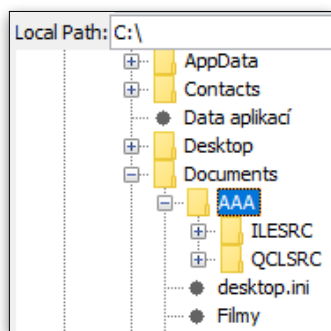 Local Path: C:\
AppData
Contacts
Data aplikací
Desktop
Documents
AAA
ILESRC
QCLSRC
desktop.ini
Filmy